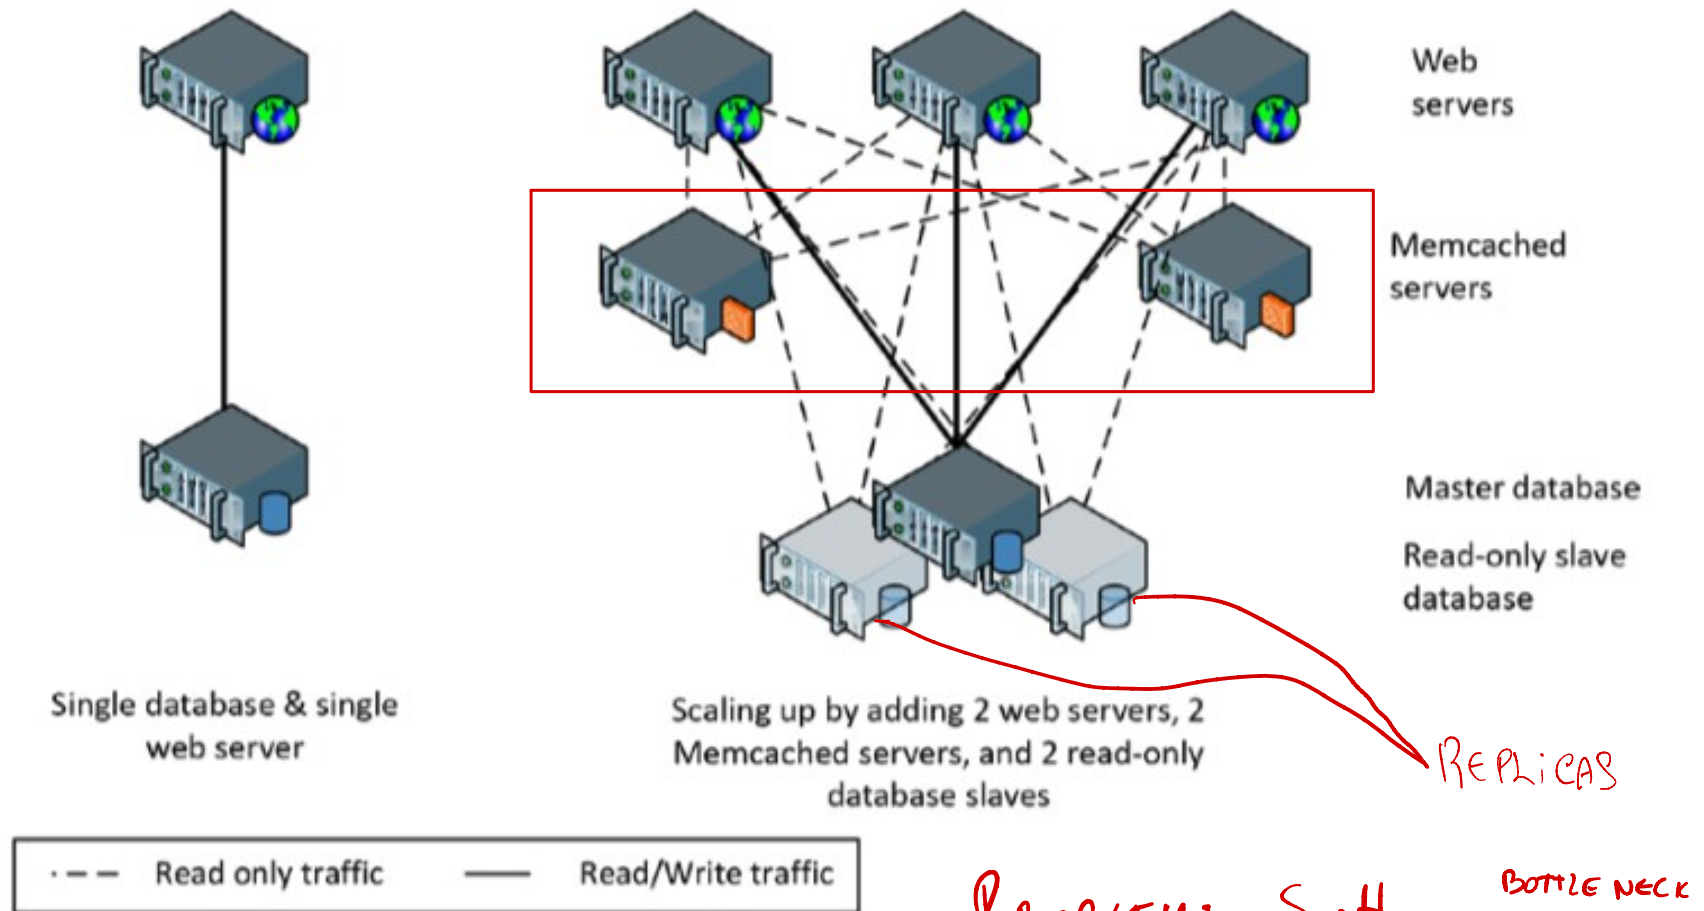 Web
servers
Memcached
servers
Master database
Read-only slave
database
Single database & single
web server
Scaling up by adding 2 web servers, 2
Memcached servers, and 2 read-only
database slaves
REPLiCAS
Read only traffic
Read/Write traffic
BOTTLE NECK